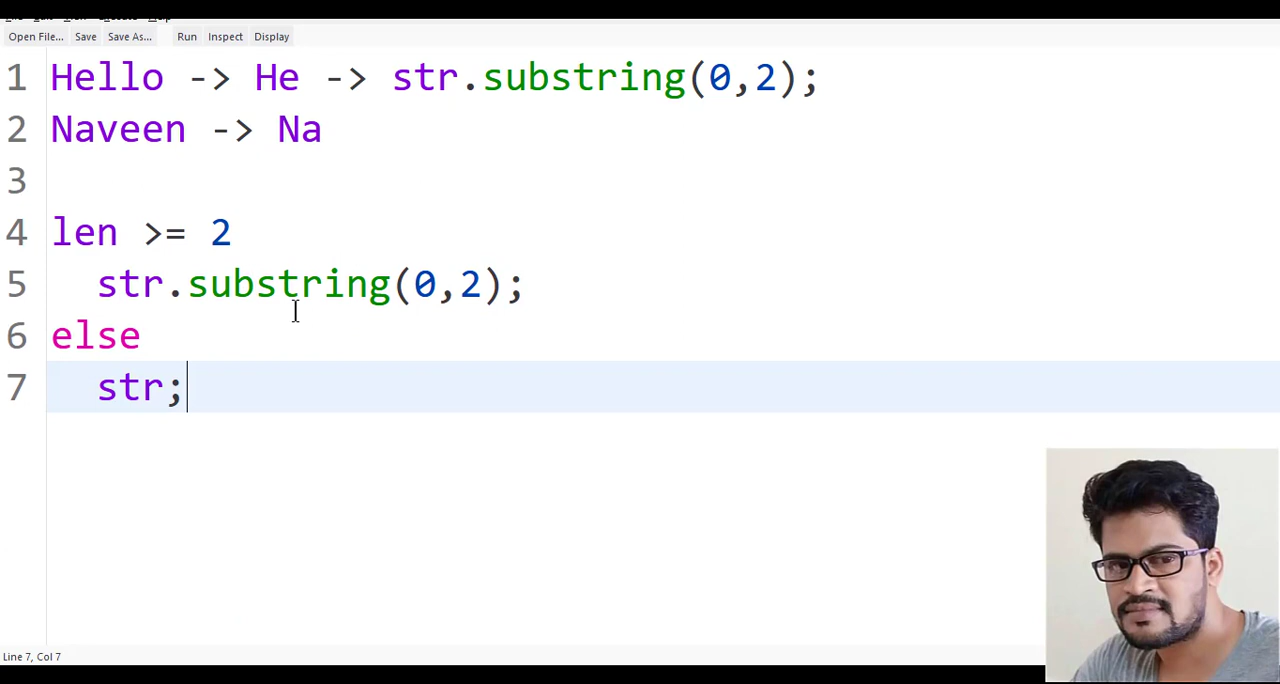 Open File... Save Save As... Run Inspect Display
1 Hello -> He -> str.substring(0,2);
2 Naveen -> Na
3
4 len >= 2
5 str.substring(0,2);
6 else
7 str;
Line 7, Col 7